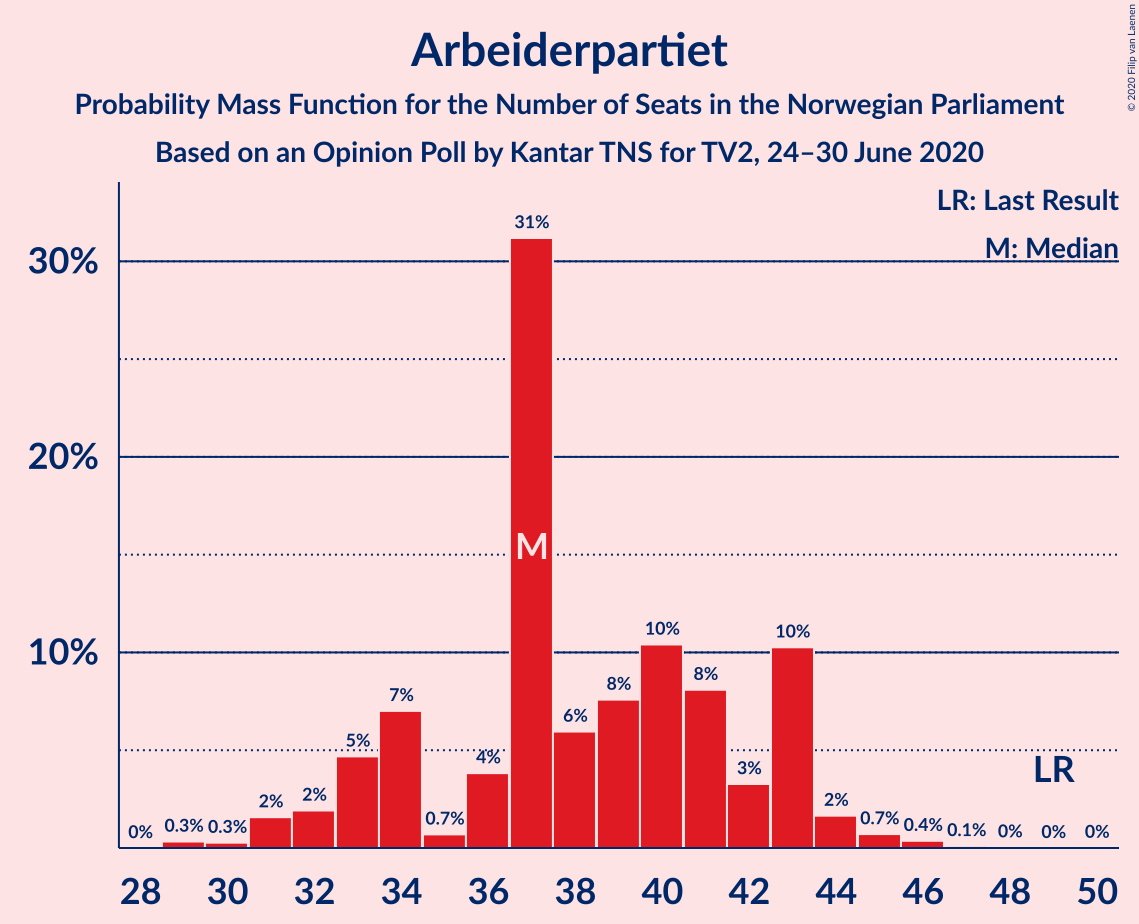 Arbeiderpartiet
Probability Mass Function for the Number of Seats in the Norwegian Parliament
Based on an Opinion Poll by Kantar TNS for TV2, 24–30 June 2020
© 2020 Filip van Laenen
LR: Last Result
M: Median
30%
20%
10%
0%
0.3%
0.3%
2%
2%
5%
7%
0.7%
4%
31%
M
6%
8%
10%
8%
3%
10%
2%
0.7%
0.4%
0.1%
0%
0%
0%
LR
28 30 32 34 36 38 40 42 44 46 48 50